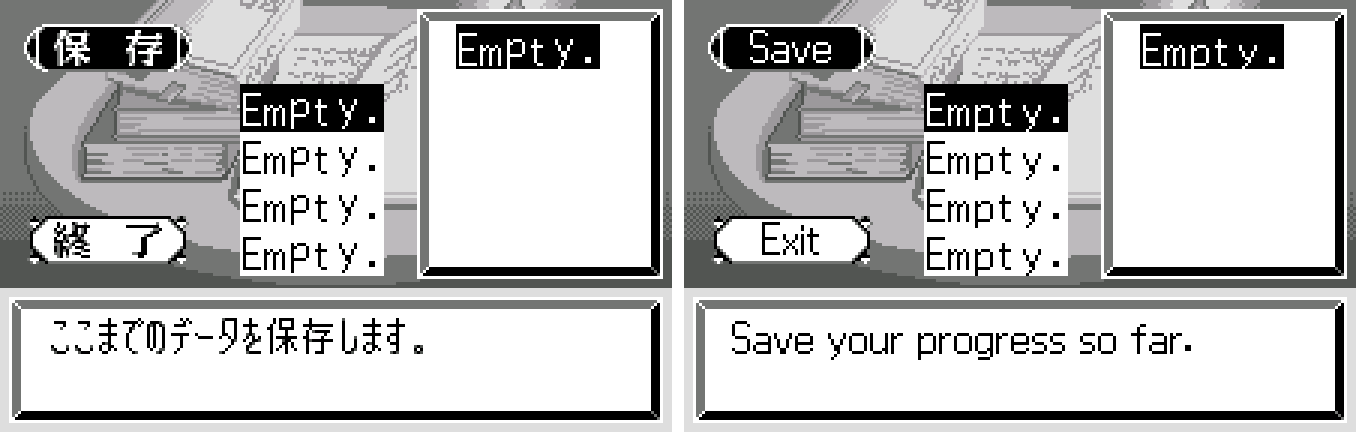 保 存
Empty.
Empty.
Empty.
Empty.
Empty.
終 了
ここまでのデータを保存します。
Save
Empty.
Empty.
Empty.
Empty.
Empty.
Exit
Save your progress so far.